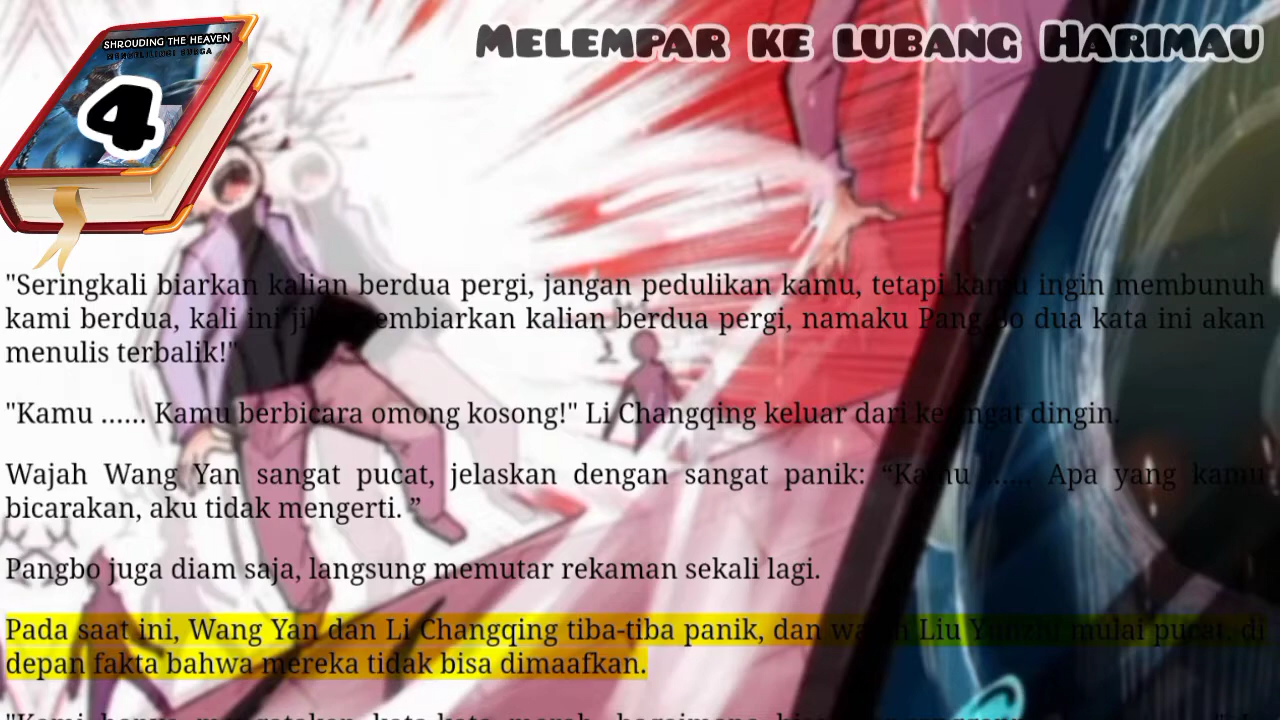 SHROUDING THE HEAVEN
4
Melempar ke lubang Harimau
"Seringkali biarkan kalian berdua pergi, jangan pedulikan kamu, tetapi kamu ingin membunuh
kami berdua, kali ini membiarkan kalian berdua pergi, namaku Pang Bo dua kata ini akan
menulis terbalik!"
"Kamu ...... Kamu berbicara omong kosong!" Li Changqing keluar dari keringat dingin.
Wajah Wang Yan sangat pucat, jelaskan dengan sangat panik: “Kamu ...... Apa yang kamu
bicarakan, aku tidak mengerti. ”
Pangbo juga diam saja, langsung memutar rekaman sekali lagi.
Pada saat ini, Wang Yan dan Li Changqing tiba-tiba panik, dan wajah Liu Yunzhi mulai pucat, di
depan fakta bahwa mereka tidak bisa dimaafkan.